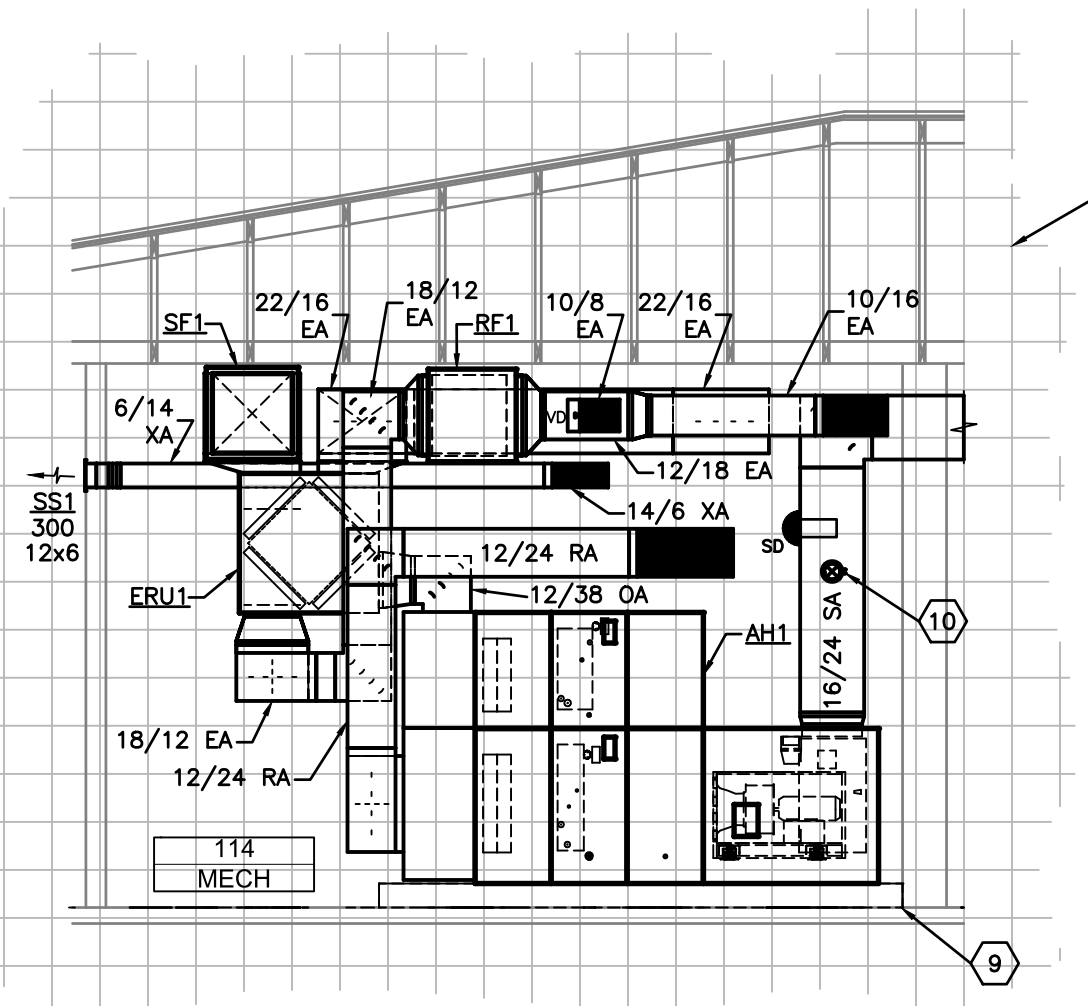 18/12
EA
22/16
EA
10/8
EA
22/16
EA
10/16
EA
SF1
RF1
6/14
XA
VD
12/18 EA
SS1
300
12x6
14/6 XA
SD
12/24 RA
ERU1
12/38 OA
10
AH1
16/24 SA
18/12 EA
12/24 RA
114
MECH
9